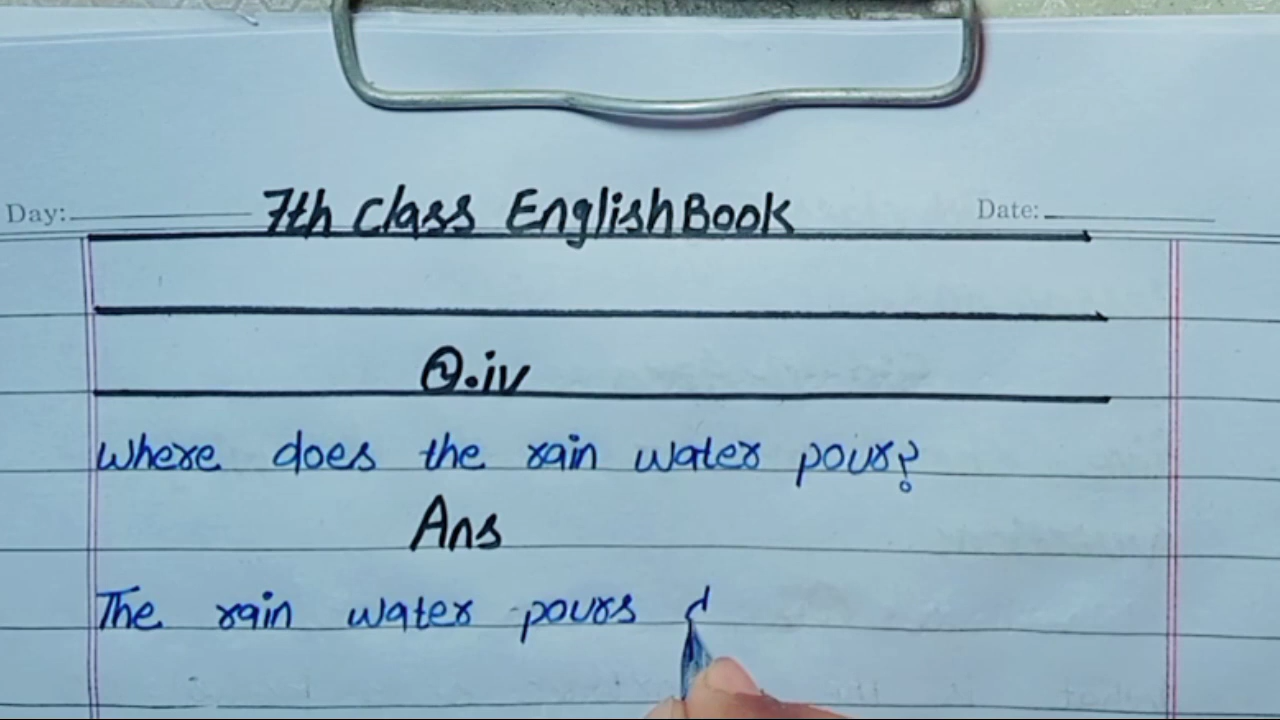 Day:
7th Class English Book
Date:
Q.iv
Where does the rain water pour?
Ans
The rain water pours d